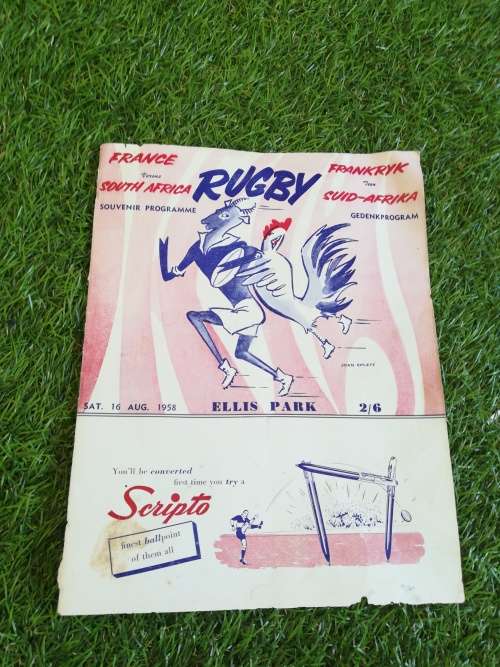 FRANCE
Versus
SOUTH AFRICA
SOUVENIR PROGRAMME
RUGBY
FRANKRYK
Teen
SUID-AFRIKA
GEDENKPROGRAM
SAT. 16 AUG. 1958
ELLIS PARK
2/6
You'll be converted
first time you try a
Scripto
finest ballpoint
of them all